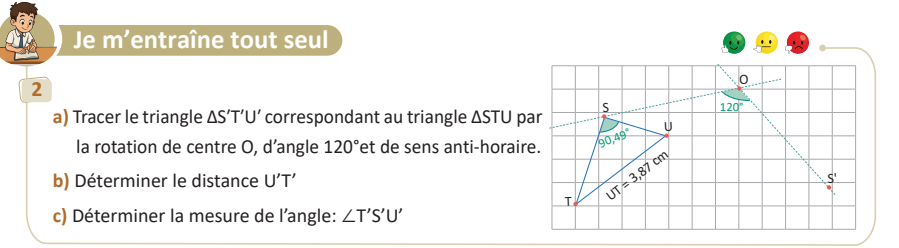 Je m'entraîne tout seul
2
a) Tracer le triangle ΔS'T'U' correspondant au triangle ΔSTU par
la rotation de centre O, d'angle 120°et de sens anti-horaire.
b) Déterminer le distance U'T'
c) Déterminer la mesure de l'angle: ∠T'S'U'
O
120°
S
90,49°
U
UT = 3,87 cm
T
S'